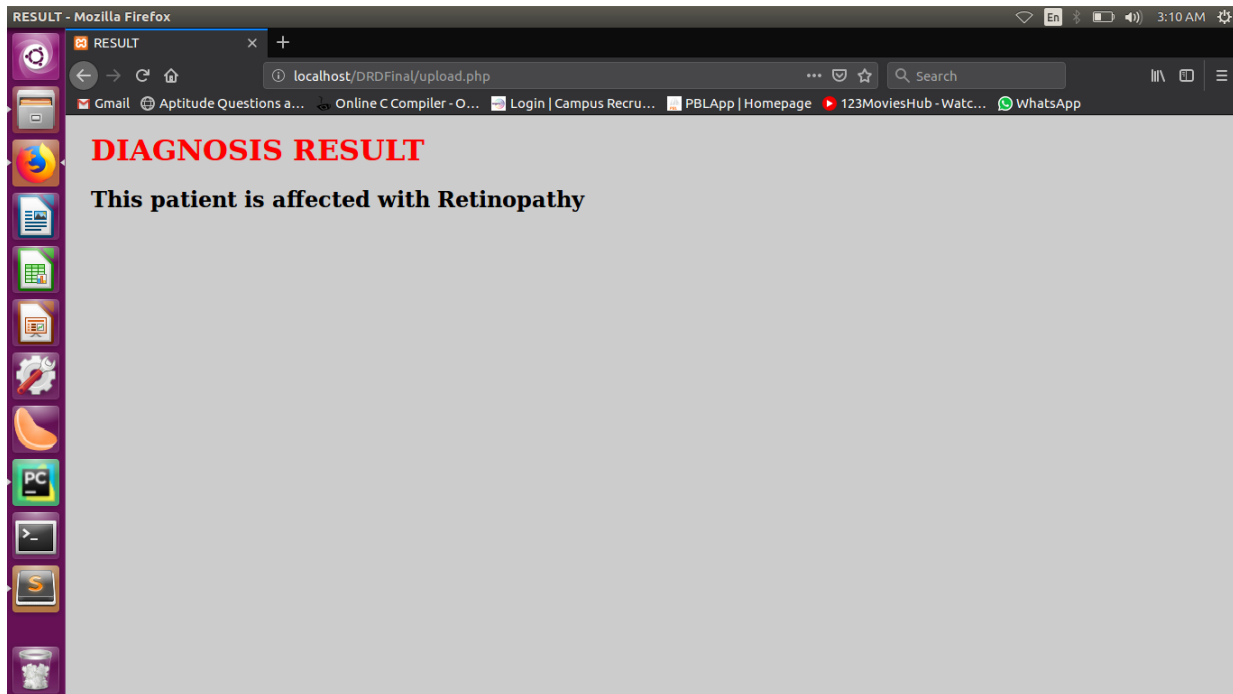 RESULT - Mozilla Firefox
En
3:10 AM
RESULT
localhost/DRDFinal/upload.php
Search
Gmail
Aptitude Questions a...
Online C Compiler - O...
Login | Campus Recru...
PBLApp | Homepage
123MoviesHub - Watc...
WhatsApp
DIAGNOSIS RESULT
This patient is affected with Retinopathy
PC
>_
S